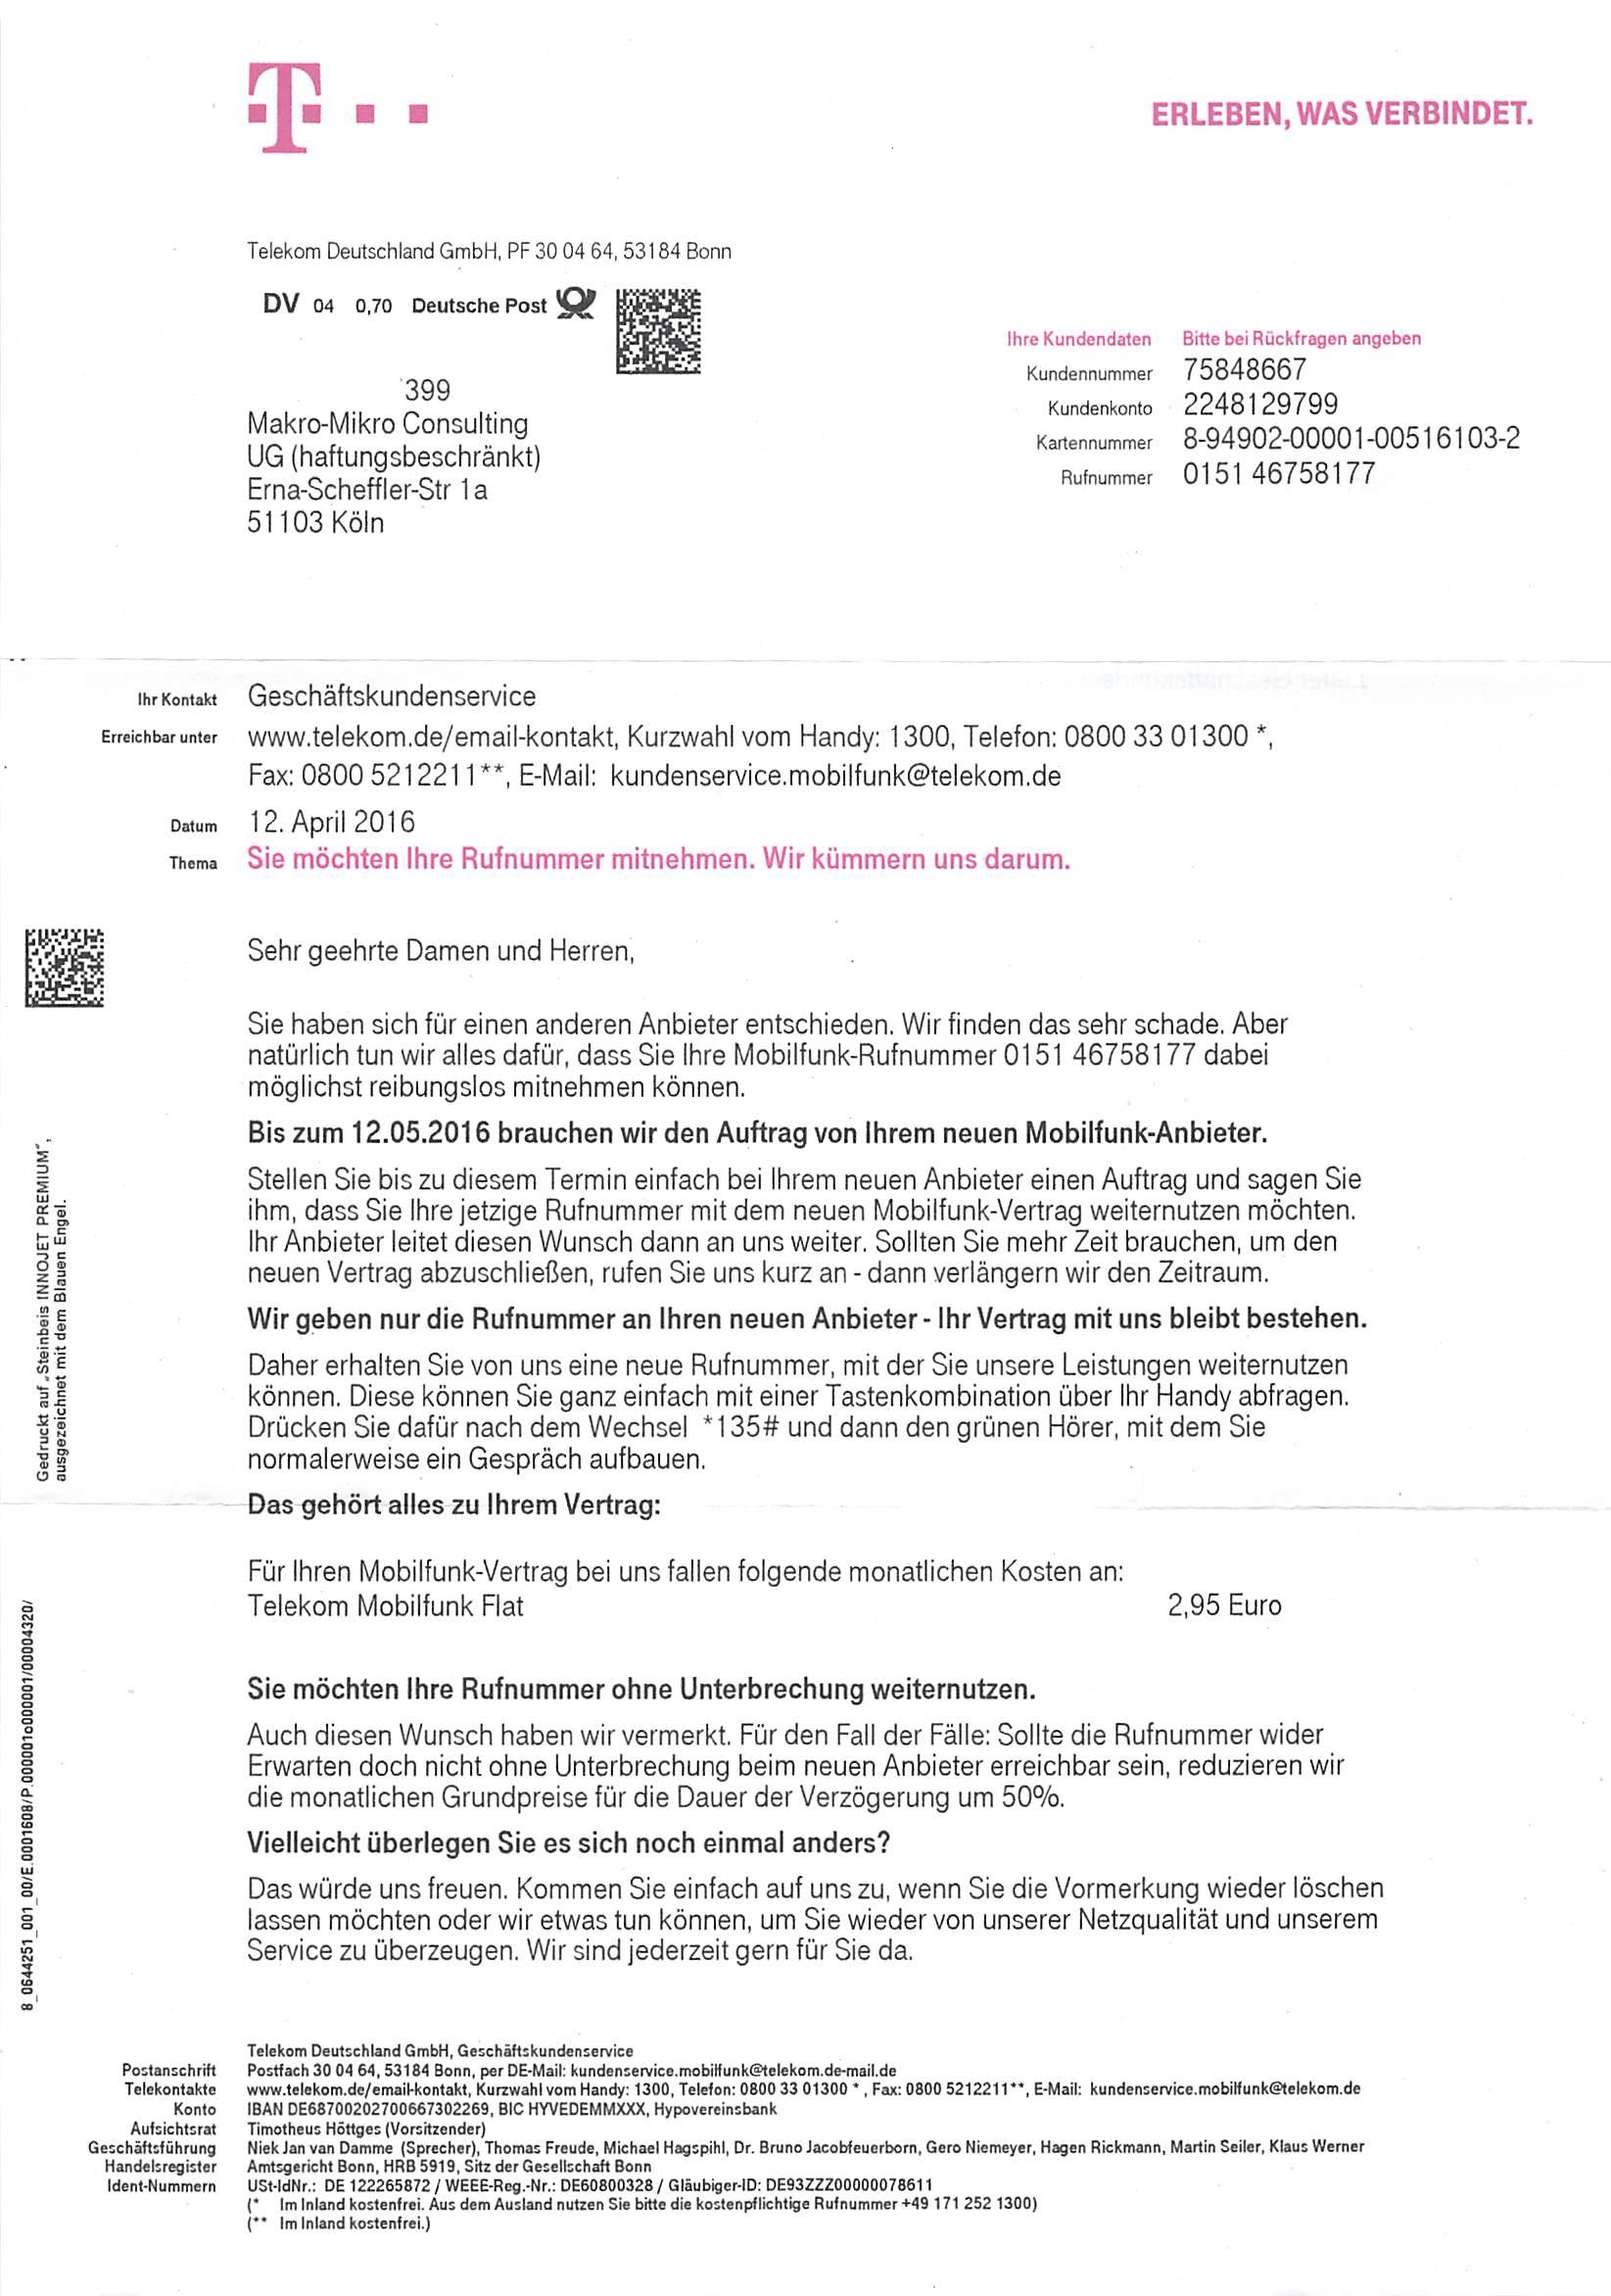 T
ERLEBEN, WAS VERBINDET.
Telekom Deutschland GmbH, PF 30 04 64, 53184 Bonn
DV 04 0,70 Deutsche Post
Ihre Kundendaten Bitte bei Rückfragen angeben
Kundennummer 75848667
Kundenkonto 2248129799
Kartennummer 8-94902-00001-00516103-2
Rufnummer 0151 46758177
399
Makro-Mikro Consulting
UG (haftungsbeschränkt)
Erna-Scheffler-Str 1a
51103 Köln
Ihr Kontakt Geschäftskundenservice
Erreichbar unter www.telekom.de/email-kontakt, Kurzwahl vom Handy: 1300, Telefon: 0800 33 01300 *,
Fax: 0800 5212211**, E-Mail: kundenservice.mobilfunk@telekom.de
Datum 12. April 2016
Thema Sie möchten Ihre Rufnummer mitnehmen. Wir kümmern uns darum.
Sehr geehrte Damen und Herren,
Sie haben sich für einen anderen Anbieter entschieden. Wir finden das sehr schade. Aber
natürlich tun wir alles dafür, dass Sie Ihre Mobilfunk-Rufnummer 0151 46758177 dabei
möglichst reibungslos mitnehmen können.
Bis zum 12.05.2016 brauchen wir den Auftrag von Ihrem neuen Mobilfunk-Anbieter.
Stellen Sie bis zu diesem Termin einfach bei Ihrem neuen Anbieter einen Auftrag und sagen Sie
ihm, dass Sie Ihre jetzige Rufnummer mit dem neuen Mobilfunk-Vertrag weiternutzen möchten.
Ihr Anbieter leitet diesen Wunsch dann an uns weiter. Sollten Sie mehr Zeit brauchen, um den
neuen Vertrag abzuschließen, rufen Sie uns kurz an - dann verlängern wir den Zeitraum.
Wir geben nur die Rufnummer an Ihren neuen Anbieter - Ihr Vertrag mit uns bleibt bestehen.
Daher erhalten Sie von uns eine neue Rufnummer, mit der Sie unsere Leistungen weiternutzen
können. Diese können Sie ganz einfach mit einer Tastenkombination über Ihr Handy abfragen.
Drücken Sie dafür nach dem Wechsel *135# und dann den grünen Hörer, mit dem Sie
normalerweise ein Gespräch aufbauen.
Das gehört alles zu Ihrem Vertrag:
Für Ihren Mobilfunk-Vertrag bei uns fallen folgende monatlichen Kosten an:
Telekom Mobilfunk Flat 2,95 Euro
Sie möchten Ihre Rufnummer ohne Unterbrechung weiternutzen.
Auch diesen Wunsch haben wir vermerkt. Für den Fall der Fälle: Sollte die Rufnummer wider
Erwarten doch nicht ohne Unterbrechung beim neuen Anbieter erreichbar sein, reduzieren wir
die monatlichen Grundpreise für die Dauer der Verzögerung um 50%.
Vielleicht überlegen Sie es sich noch einmal anders?
Das würde uns freuen. Kommen Sie einfach auf uns zu, wenn Sie die Vormerkung wieder löschen
lassen möchten oder wir etwas tun können, um Sie wieder von unserer Netzqualität und unserem
Service zu überzeugen. Wir sind jederzeit gern für Sie da.
Gedruckt auf „Steinbeis INNOJET PREMIUM",
ausgezeichnet mit dem Blauen Engel.
8_0644251_001_00/E.0001608/P.000001o000001/00004320/
Telekom Deutschland GmbH, Geschäftskundenservice
Postanschrift Postfach 30 04 64, 53184 Bonn, per DE-Mail: kundenservice.mobilfunk@telekom.de-mail.de
Telekontakte www.telekom.de/email-kontakt, Kurzwahl vom Handy: 1300, Telefon: 0800 33 01300 * , Fax: 0800 5212211**, E-Mail: kundenservice.mobilfunk@telekom.de
Konto IBAN DE68700202700667302269, BIC HYVEDEMMXXX, Hypovereinsbank
Aufsichtsrat Timotheus Höttges (Vorsitzender)
Geschäftsführung Niek Jan van Damme (Sprecher), Thomas Freude, Michael Hagspihl, Dr. Bruno Jacobfeuerborn, Gero Niemeyer, Hagen Rickmann, Martin Seiler, Klaus Werner
Handelsregister Amtsgericht Bonn, HRB 5919, Sitz der Gesellschaft Bonn
Ident-Nummern USt-IdNr.: DE 122265872 / WEEE-Reg.-Nr.: DE60800328 / Gläubiger-ID: DE93ZZZ00000078611
(* Im Inland kostenfrei. Aus dem Ausland nutzen Sie bitte die kostenpflichtige Rufnummer +49 171 252 1300)
(** Im Inland kostenfrei.)